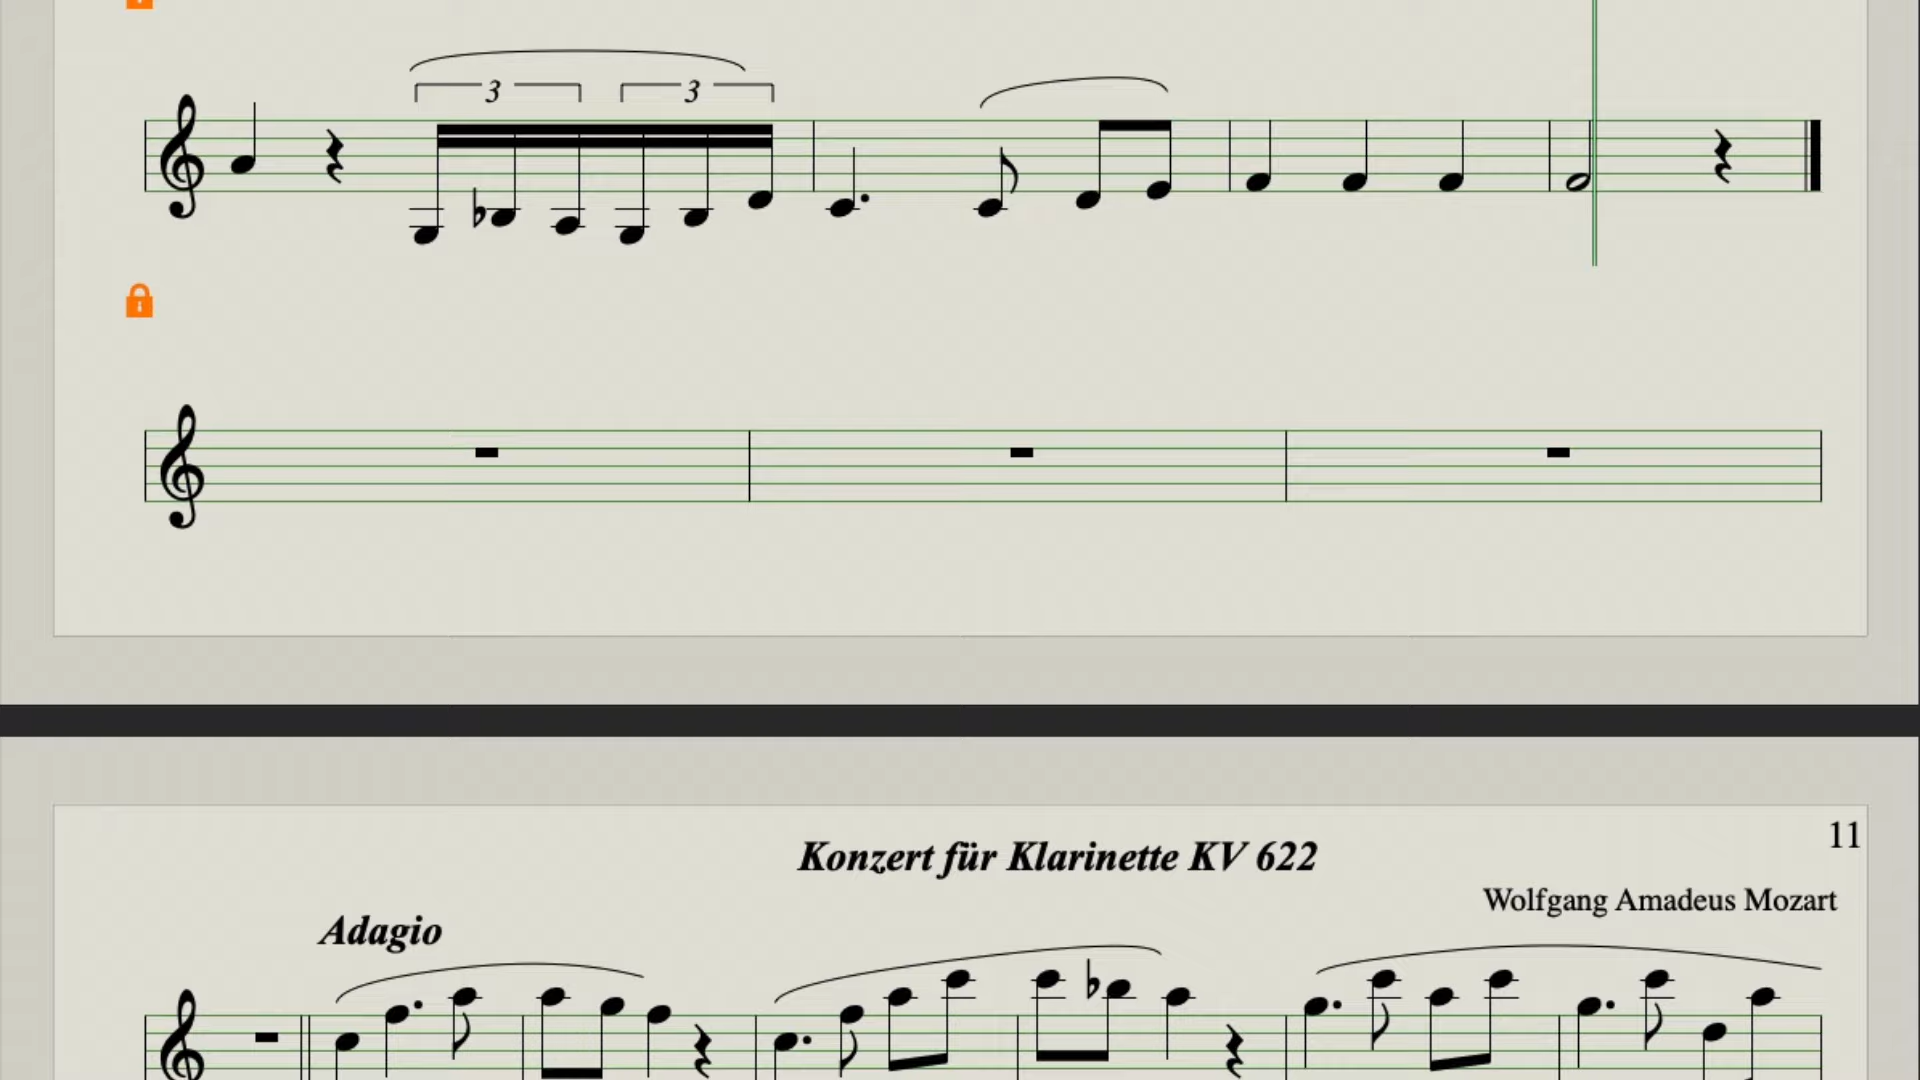 3 3
11
Konzert für Klarinette KV 622
Wolfgang Amadeus Mozart
Adagio